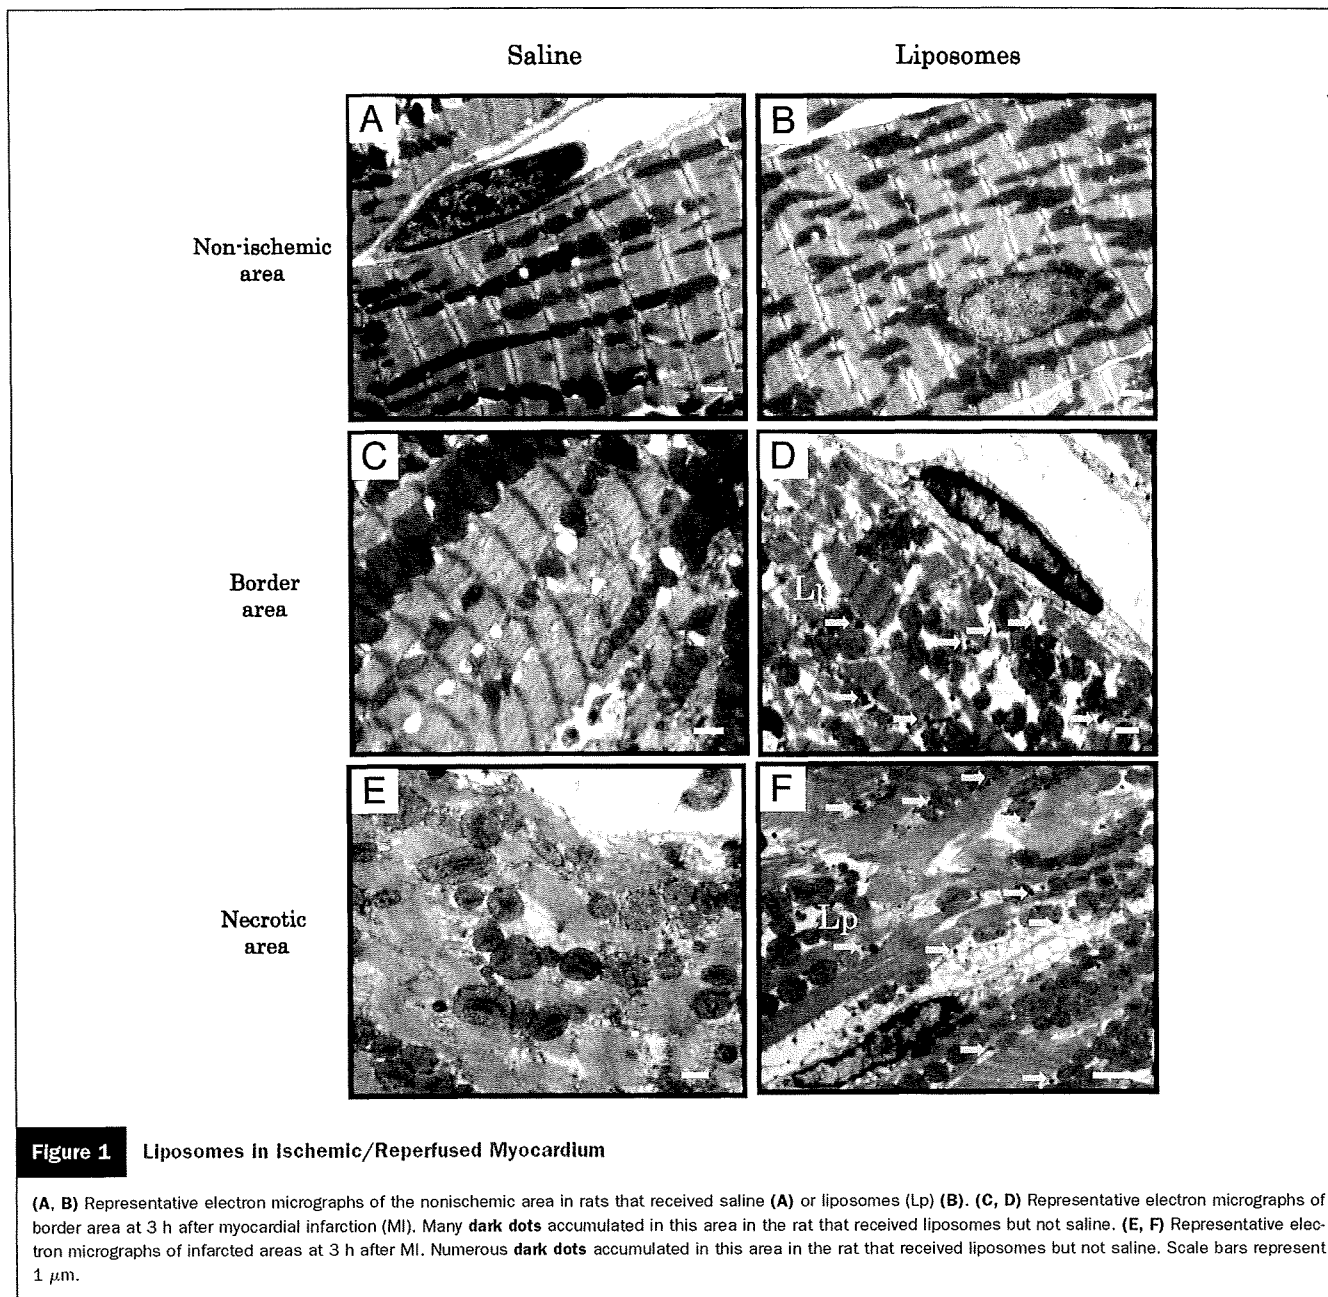 Saline
Liposomes
A
B
Non-ischemic
area
C
D
Border
area
Lp
E
F
Necrotic
area
Lp
Figure 1 Liposomes in Ischemic/Reperfused Myocardium
(A, B) Representative electron micrographs of the nonischemic area in rats that received saline (A) or liposomes (Lp) (B). (C, D) Representative electron micrographs of
border area at 3 h after myocardial infarction (MI). Many dark dots accumulated in this area in the rat that received liposomes but not saline. (E, F) Representative elec-
tron micrographs of infarcted areas at 3 h after MI. Numerous dark dots accumulated in this area in the rat that received liposomes but not saline. Scale bars represent
1 μm.